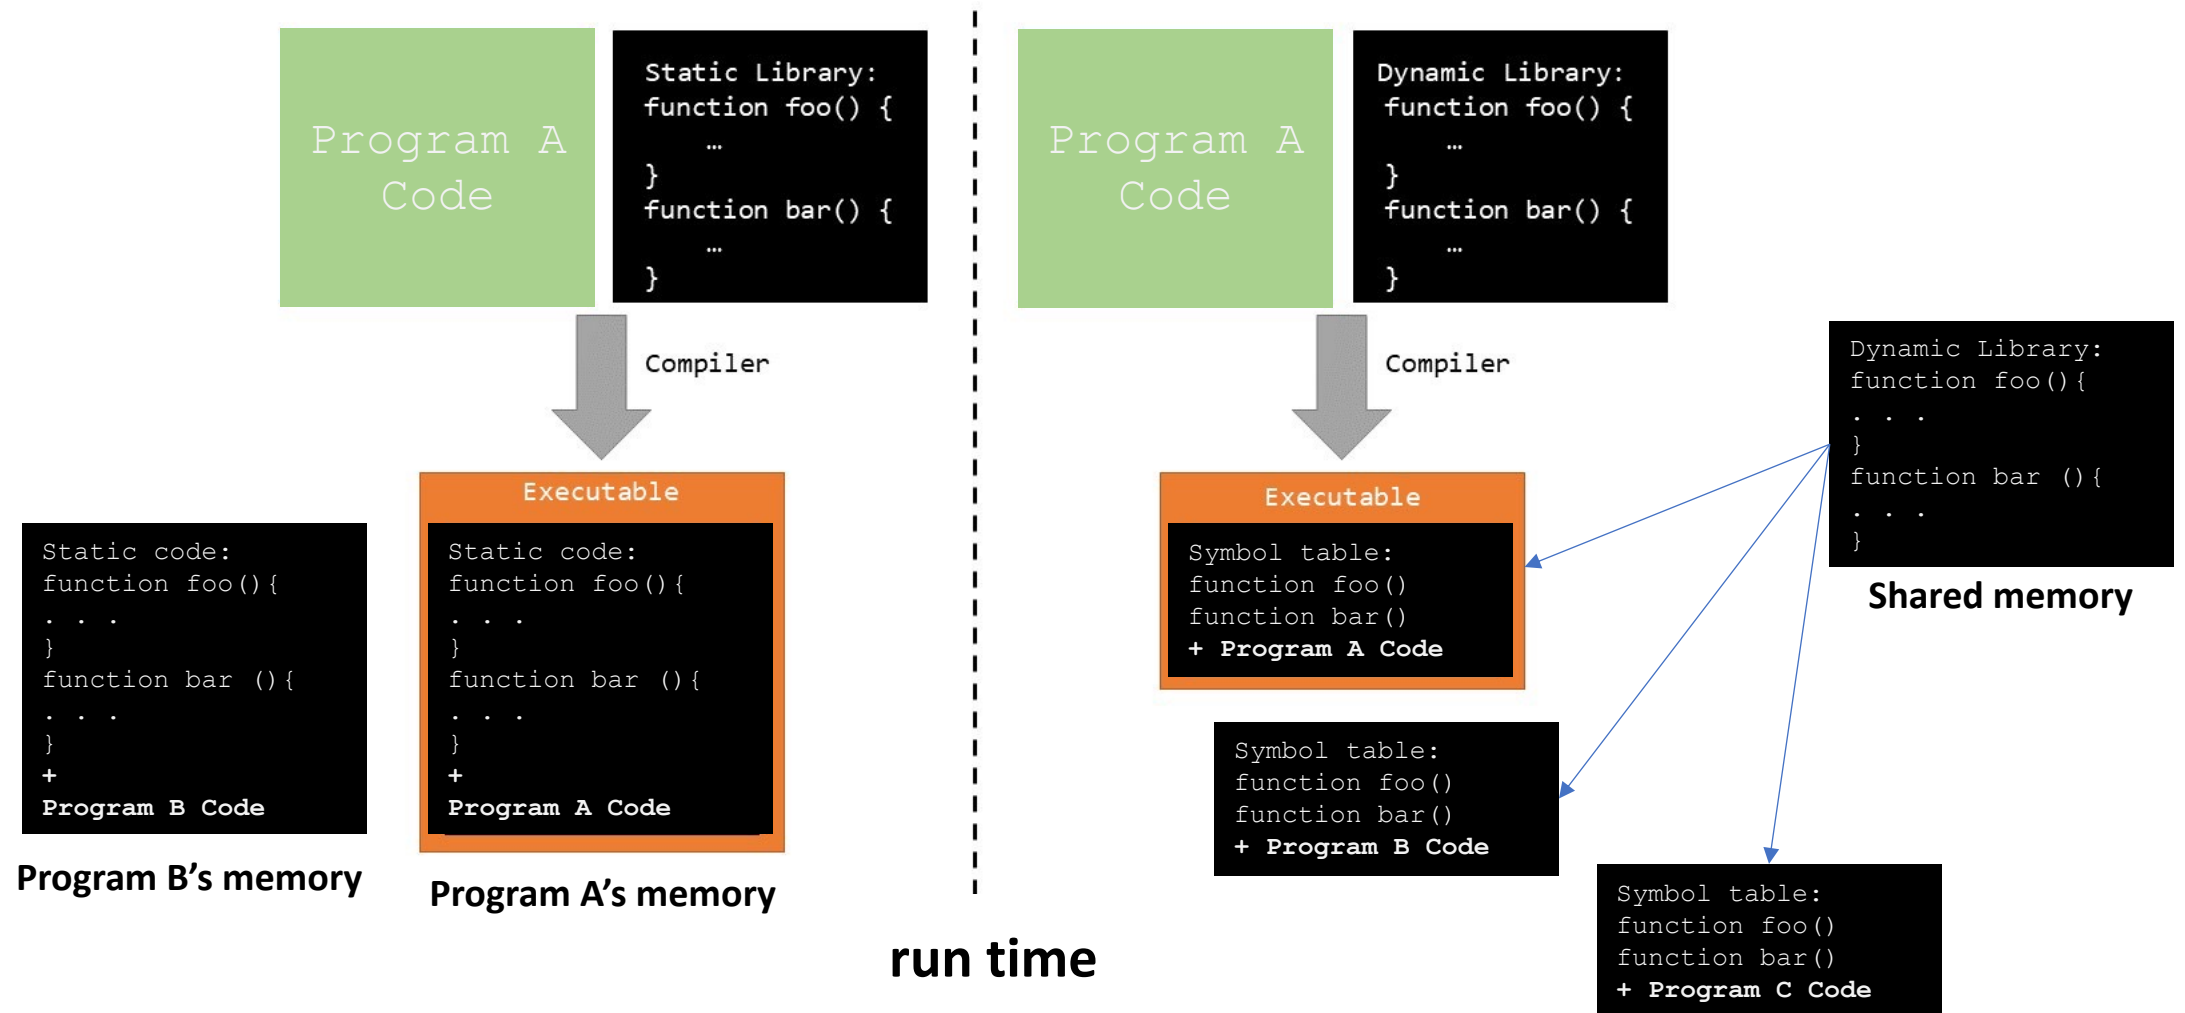 Program A
Code
Static Library:
function foo() {
…
}
function bar() {
…
}
Compiler
Executable
Static code:
function foo(){
. . .
}
function bar (){
. . .
}
+
Program B Code
Program B’s memory
Static code:
function foo(){
. . .
}
function bar (){
. . .
}
+
Program A Code
Program A’s memory
Program A
Code
Dynamic Library:
function foo() {
…
}
function bar() {
…
}
Compiler
Executable
Symbol table:
function foo()
function bar()
+ Program A Code
Dynamic Library:
function foo(){
. . .
}
function bar (){
. . .
}
Shared memory
Symbol table:
function foo()
function bar()
+ Program B Code
Symbol table:
function foo()
function bar()
+ Program C Code
run time